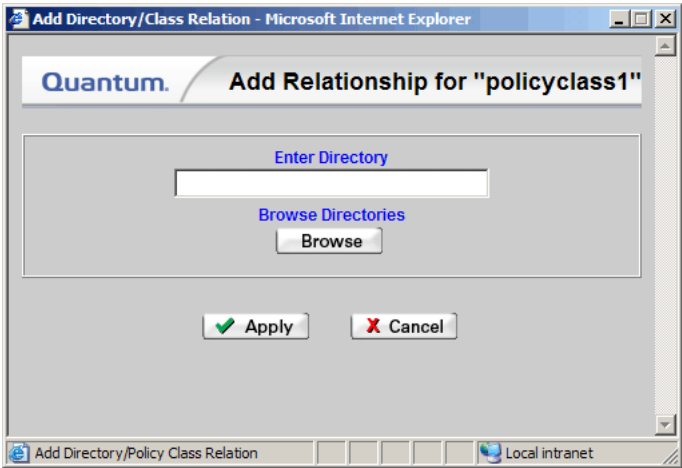 Add Directory/Class Relation - Microsoft Internet Explorer
Quantum. Add Relationship for "policyclass1"
Enter Directory
Browse Directories
Browse
Apply Cancel
Add Directory/Policy Class Relation Local intranet